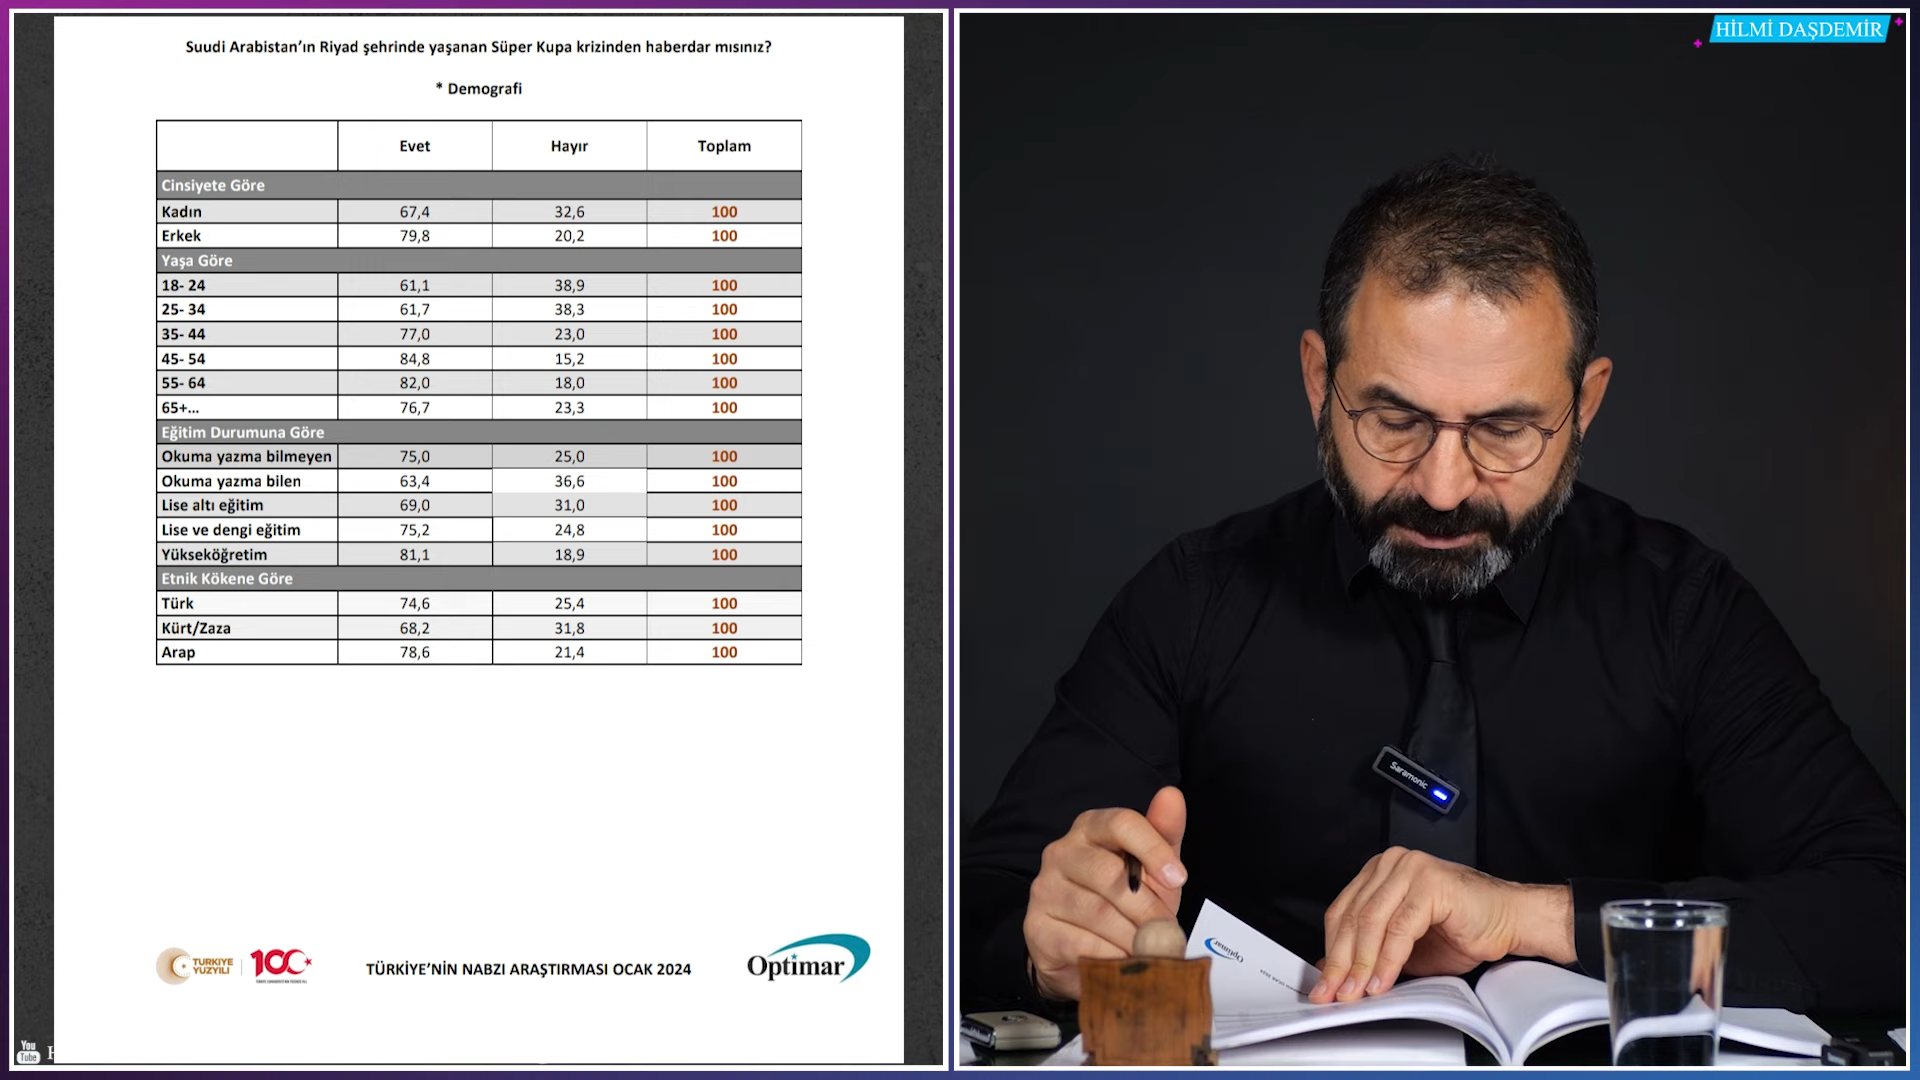 Suudi Arabistan’ın Riyad şehrinde yaşanan Süper Kupa krizinden haberdar mısınız?
* Demografi
Evet Hayır Toplam
Cinsiyete Göre
Kadın 67,4 32,6 100
Erkek 79,8 20,2 100
Yaşa Göre
18- 24 61,1 38,9 100
25- 34 61,7 38,3 100
35- 44 77,0 23,0 100
45- 54 84,8 15,2 100
55- 64 82,0 18,0 100
65+... 76,7 23,3 100
Eğitim Durumuna Göre
Okuma yazma bilmeyen 75,0 25,0 100
Okuma yazma bilen 63,4 36,6 100
Lise altı eğitim 69,0 31,0 100
Lise ve dengi eğitim 75,2 24,8 100
Yükseköğretim 81,1 18,9 100
Etnik Kökene Göre
Türk 74,6 25,4 100
Kürt/Zaza 68,2 31,8 100
Arap 78,6 21,4 100
TÜRKİYE YÜZYILI
100
TÜRKİYE’NİN NABZI ARAŞTIRMASI OCAK 2024
Optimar
You
Tube
HİLMİ DAŞDEMİR
Saramonic
Optimar